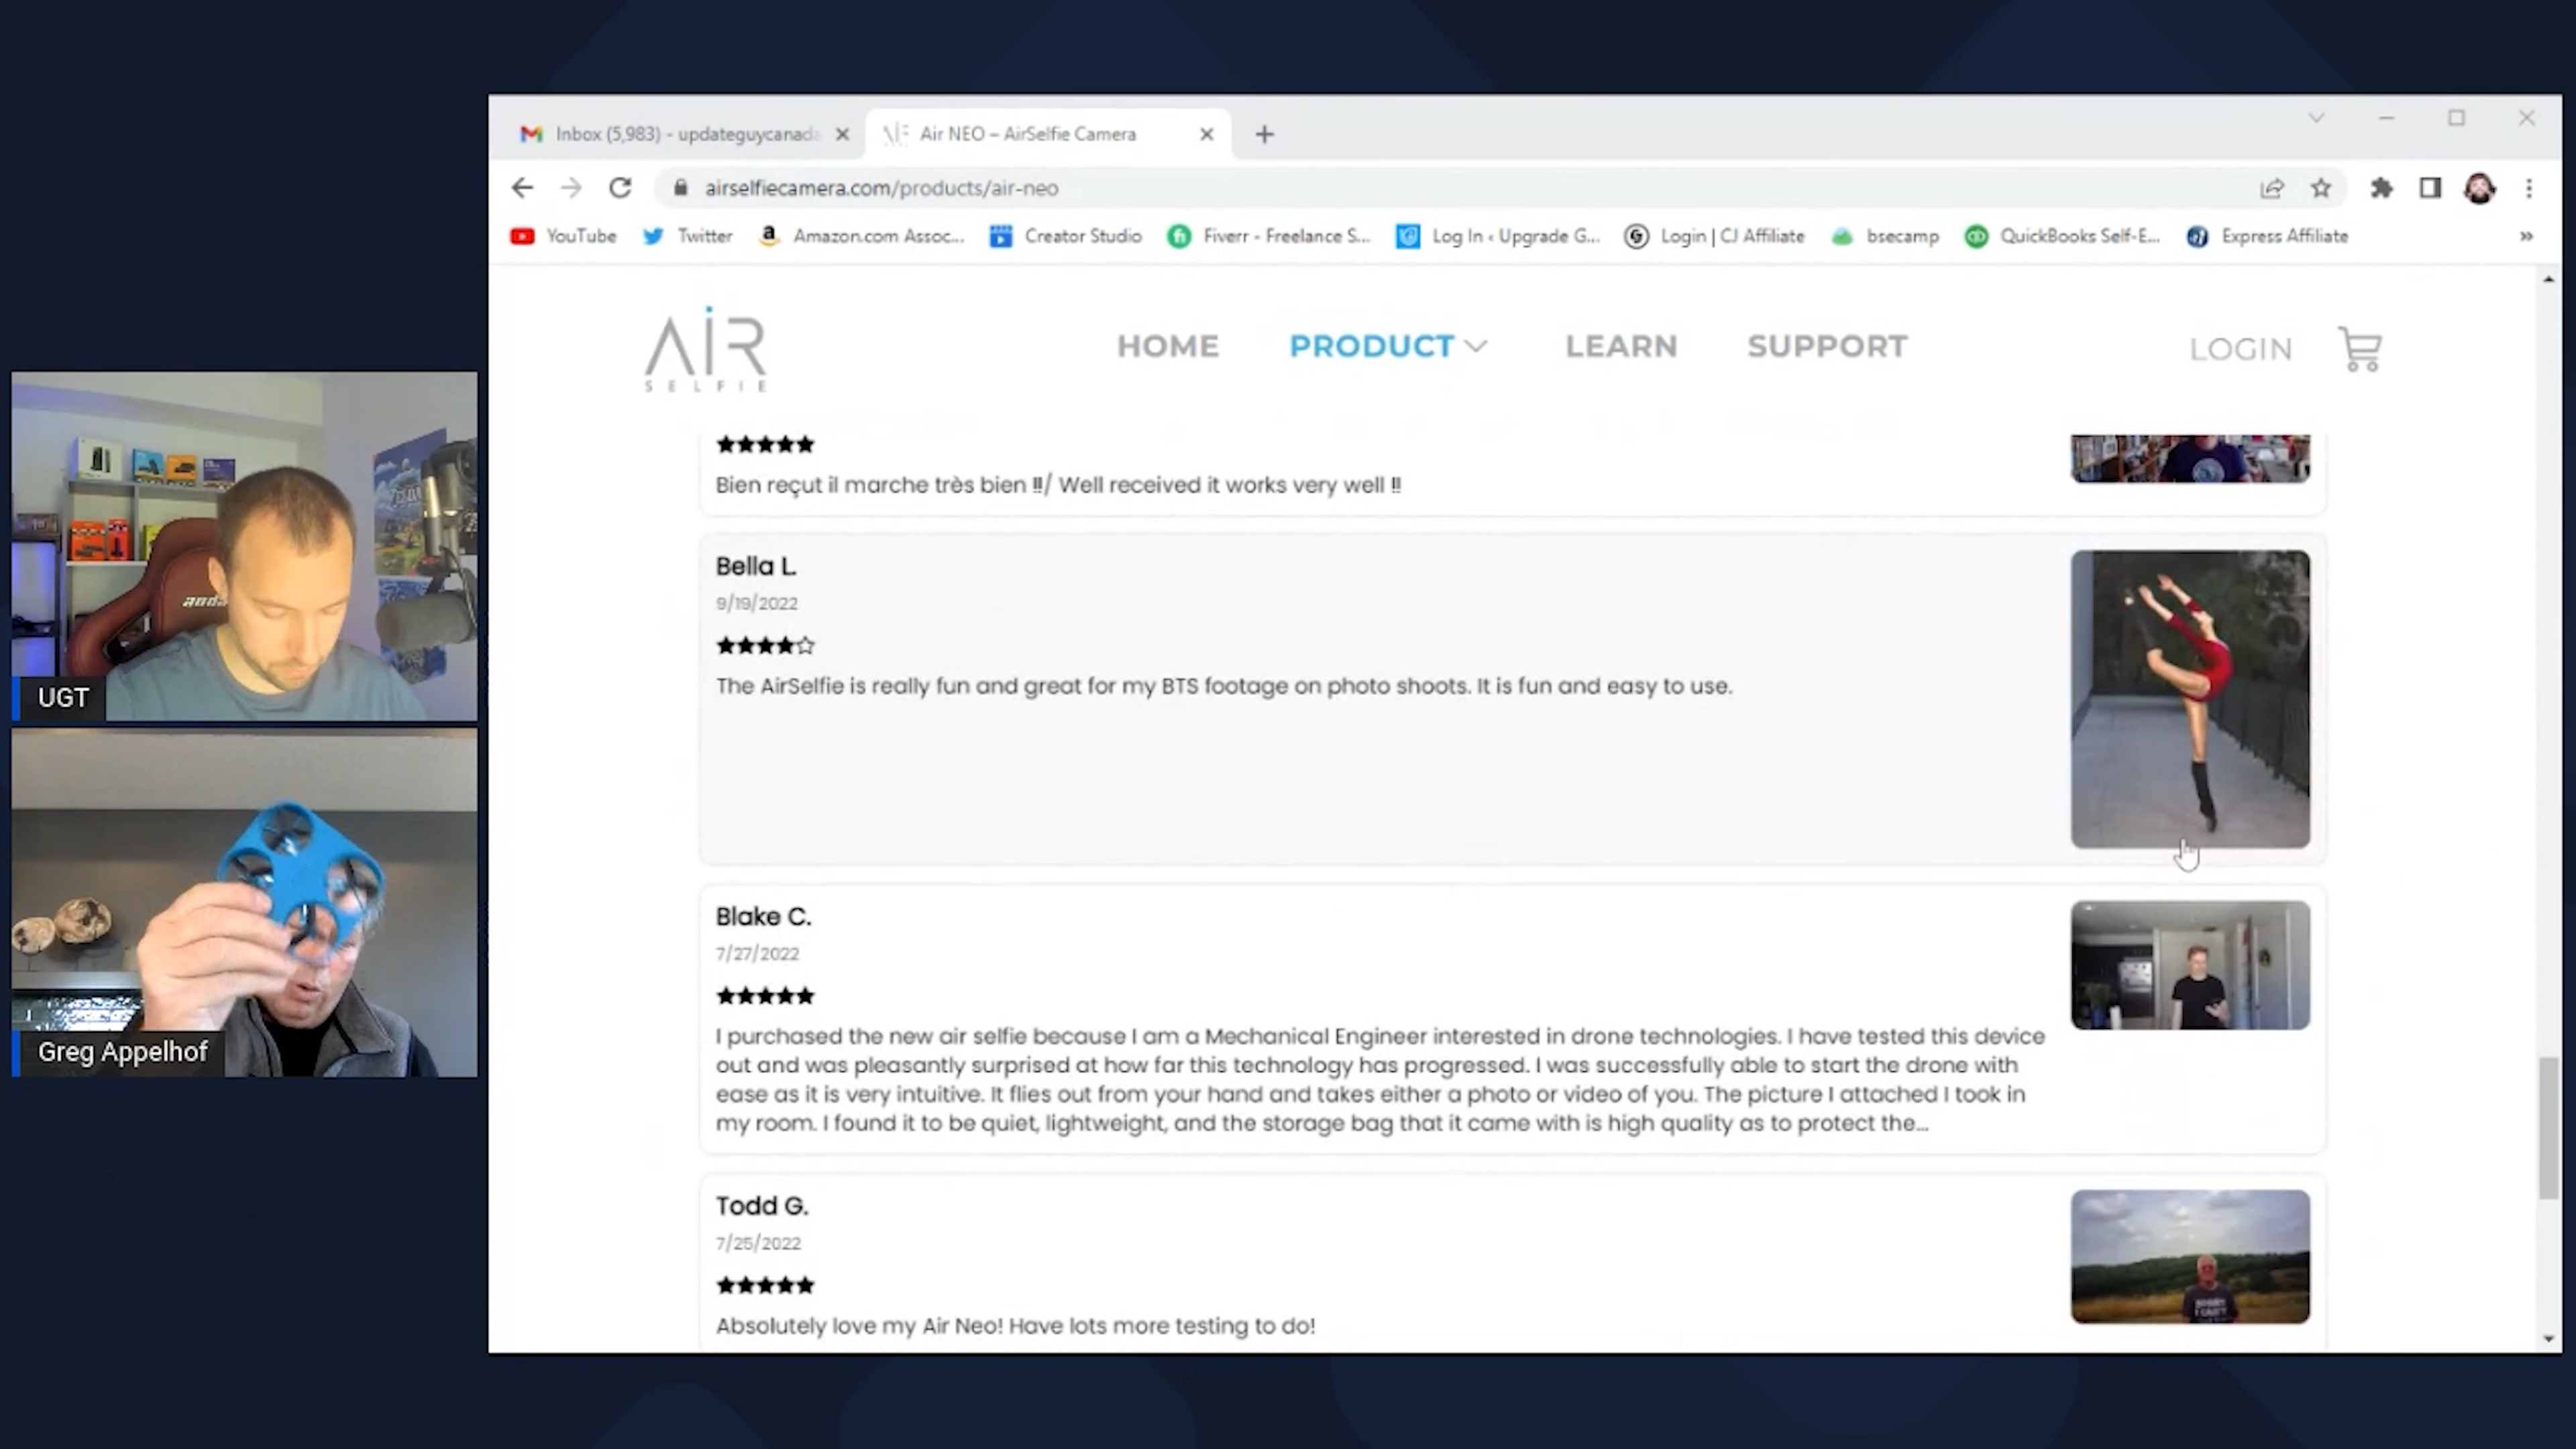 Inbox (5,983) - updateguycanada
Air NEO – AirSelfie Camera
airselfiecamera.com/products/air-neo
YouTube
Twitter
Amazon.com Assoc...
Creator Studio
Fiverr - Freelance S...
Log In ‹ Upgrade G...
Login | CJ Affiliate
bsecamp
QuickBooks Self-E...
Express Affiliate
AiR
SELFIE
HOME
PRODUCT
LEARN
SUPPORT
LOGIN
Bien reçut il marche très bien !!/ Well received it works very well !!
Bella L.
9/19/2022
The AirSelfie is really fun and great for my BTS footage on photo shoots. It is fun and easy to use.
Blake C.
7/27/2022
I purchased the new air selfie because I am a Mechanical Engineer interested in drone technologies. I have tested this device
out and was pleasantly surprised at how far this technology has progressed. I was successfully able to start the drone with
ease as it is very intuitive. It flies out from your hand and takes either a photo or video of you. The picture I attached I took in
my room. I found it to be quiet, lightweight, and the storage bag that it came with is high quality as to protect the...
Todd G.
7/25/2022
Absolutely love my Air Neo! Have lots more testing to do!
UGT
Greg Appelhof